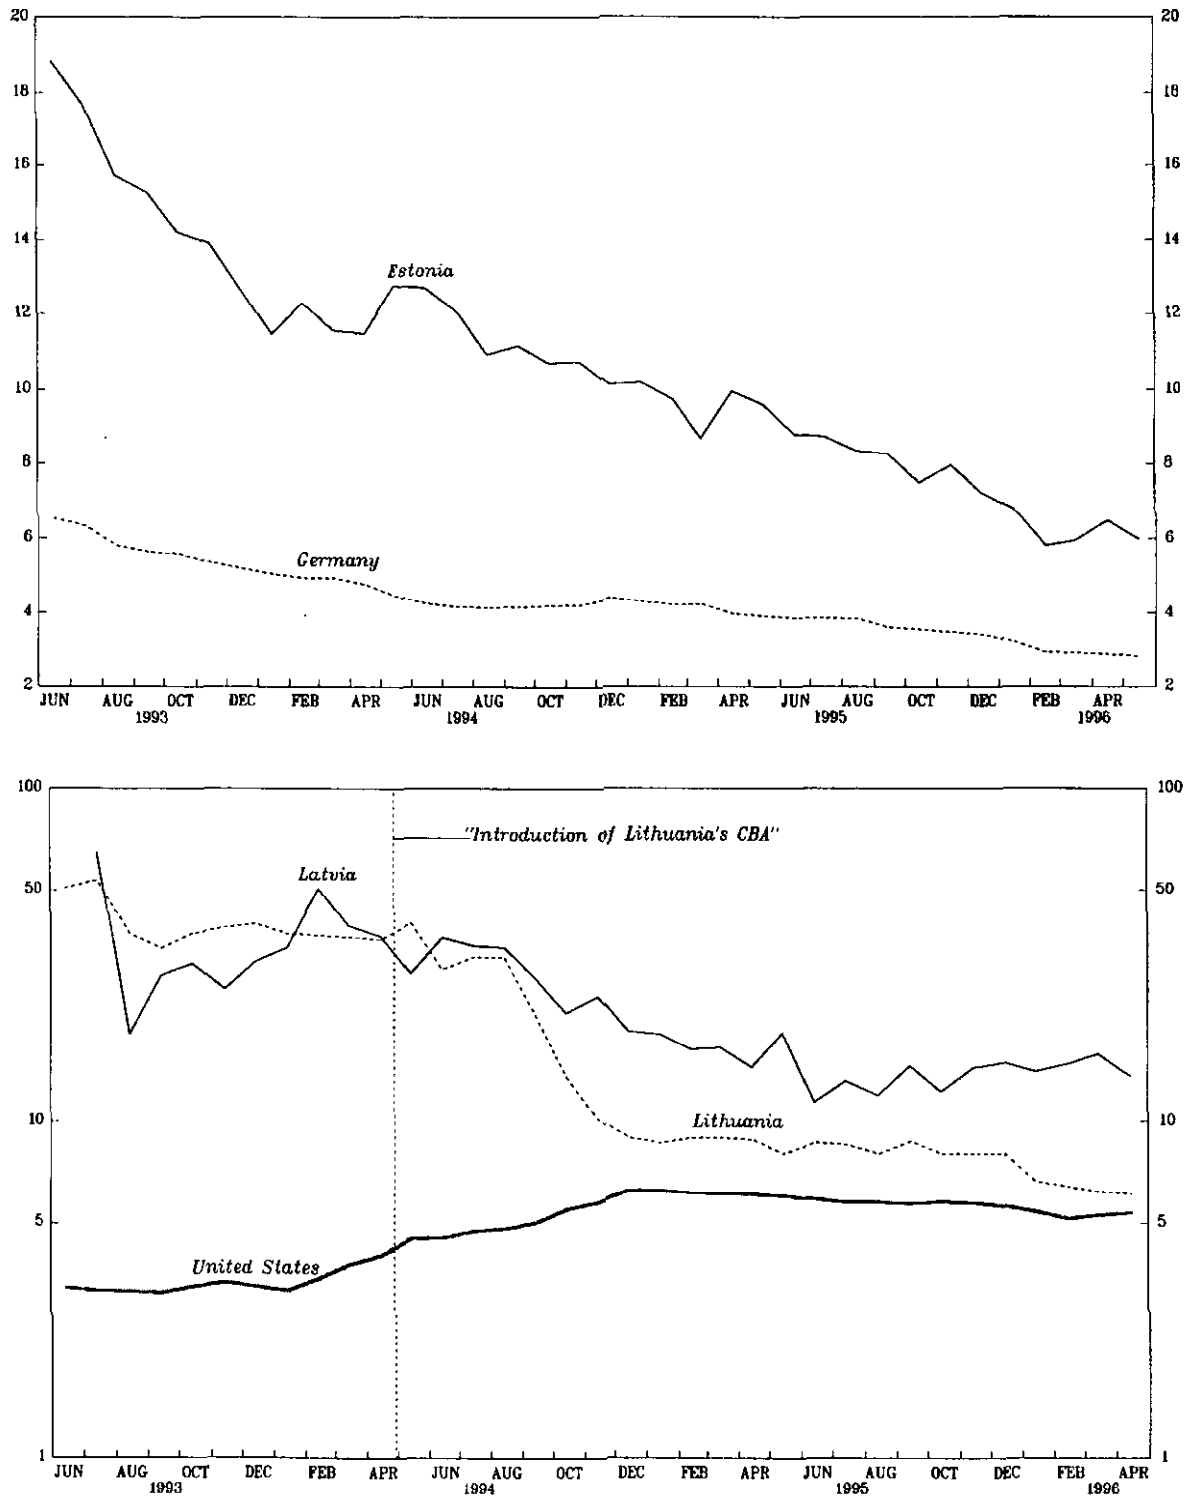 20 20
18 18
16 16
14 14
Estonia
12 12
10 10
8 8
6 6
Germany
4 4
2 2
JUN AUG OCT DEC FEB APR JUN AUG OCT DEC FEB APR JUN AUG OCT DEC FEB APR
1993 1994 1995 1996
100 100
"Introduction of Lithuania's CBA"
Latvia
50 50
10 10
Lithuania
5 5
United States
1 1
JUN AUG OCT DEC FEB APR JUN AUG OCT DEC FEB APR JUN AUG OCT DEC FEB APR
1993 1994 1995 1996